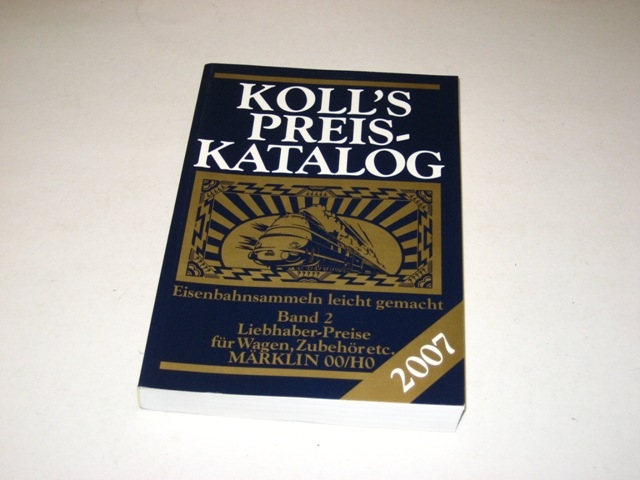 KOLL'S
PREIS-
KATALOG
Eisenbahnsammeln leicht gemacht
Band 2
Liebhaber-Preise
für Wagen, Zubehör etc.
MÄRKLIN 00/H0
2007